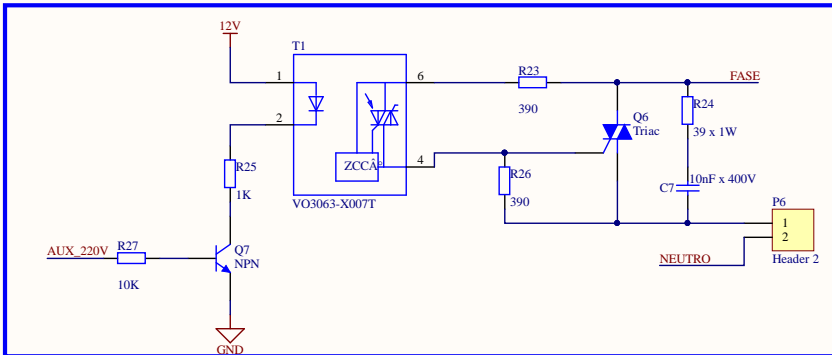 12V
T1
1
6
R23
390
FASE
R24
39 x 1W
Q6
Triac
2
4
ZCCÂº
R25
1K
R26
390
10nF x 400V
C7
VO3063-X007T
P6
1
2
Header 2
AUX_220V
R27
10K
Q7
NPN
NEUTRO
GND